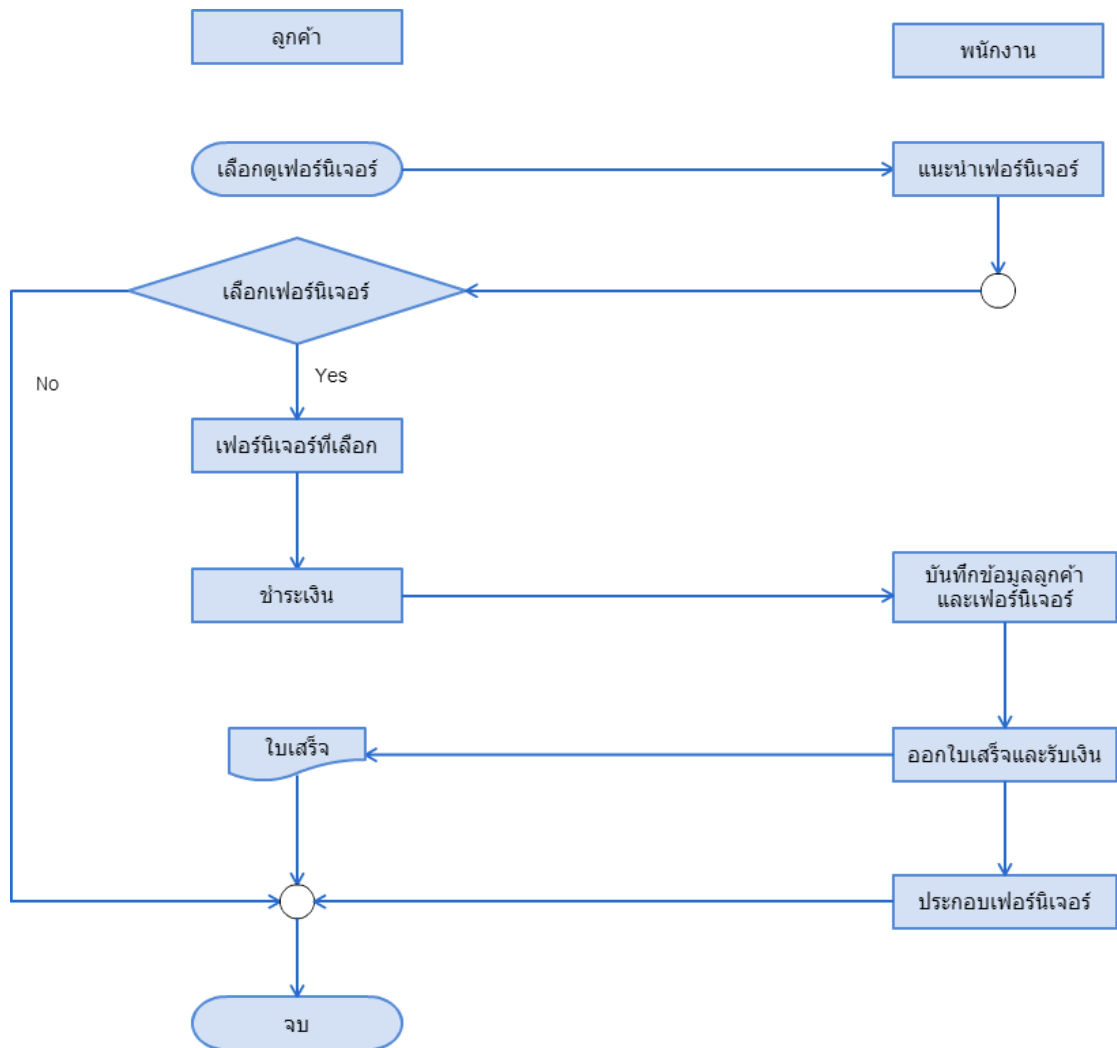 ลูกค้า
พนักงาน
เลือกดูเฟอร์นิเจอร์
แนะนำเฟอร์นิเจอร์
เลือกเฟอร์นิเจอร์
No
Yes
เฟอร์นิเจอร์ที่เลือก
ชำระเงิน
บันทึกข้อมูลลูกค้า
และเฟอร์นิเจอร์
ใบเสร็จ
ออกใบเสร็จและรับเงิน
ประกอบเฟอร์นิเจอร์
จบ